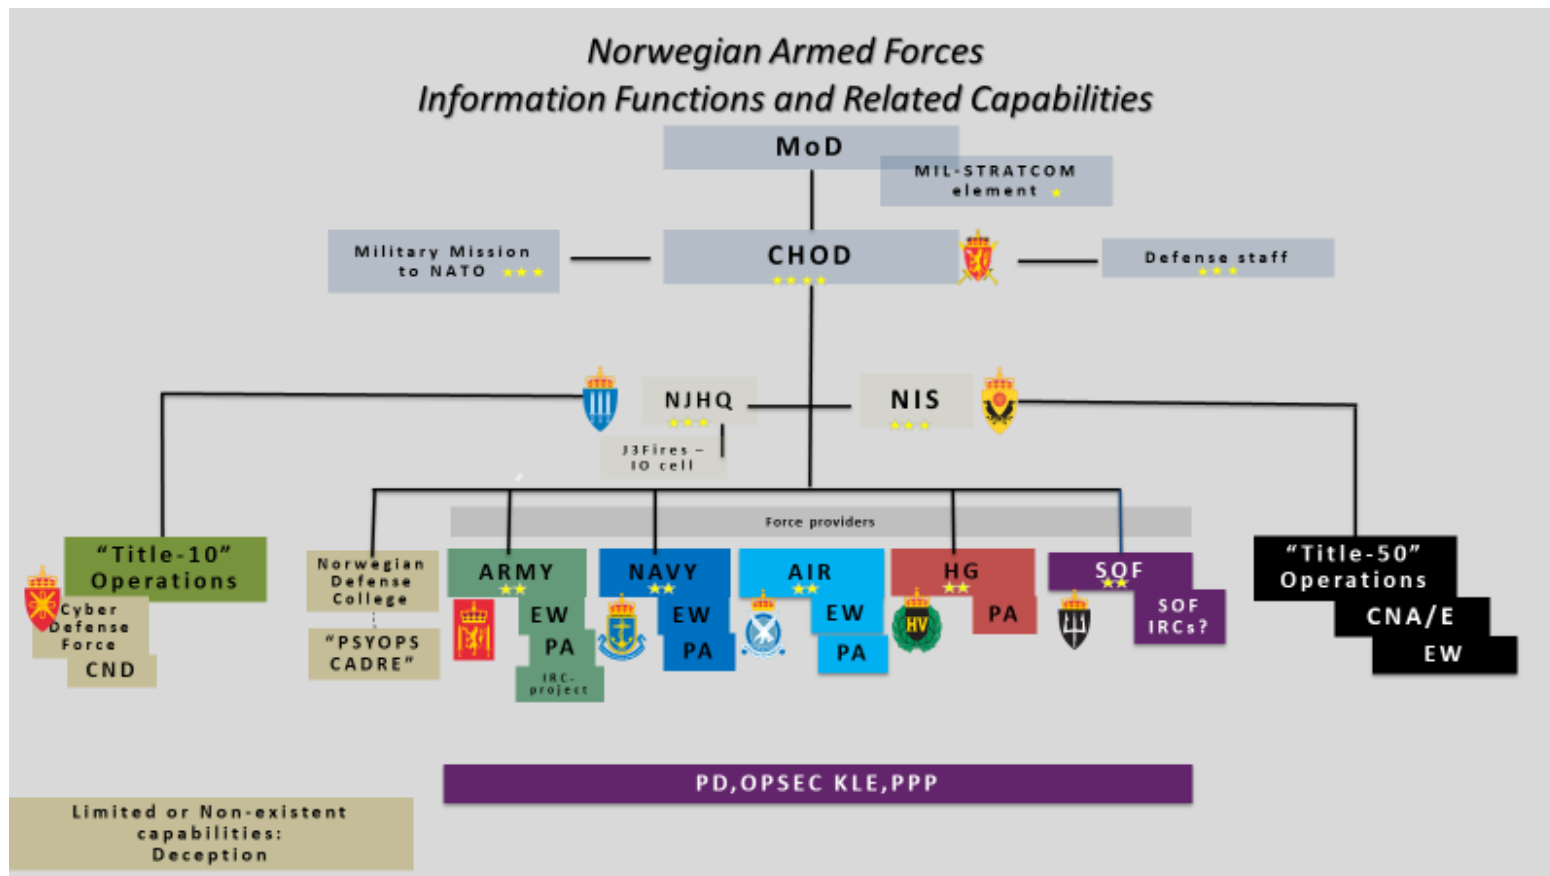 Norwegian Armed Forces
Information Functions and Related Capabilities
MoD
MIL-STRATCOM
element
Military Mission
to NATO
CHOD
Defense staff
NJHQ
NIS
J3Fires –
IO cell
Force providers
“Title-10”
Operations
Cyber
Defense
Force
CND
Norwegian
Defense
College
“PSYOPS
CADRE”
ARMY
EW
PA
IRC-
project
NAVY
EW
PA
AIR
EW
PA
HG
PA
HV
SOF
SOF
IRCs?
“Title-50”
Operations
CNA/E
EW
PD,OPSEC KLE,PPP
Limited or Non-existent
capabilities:
Deception